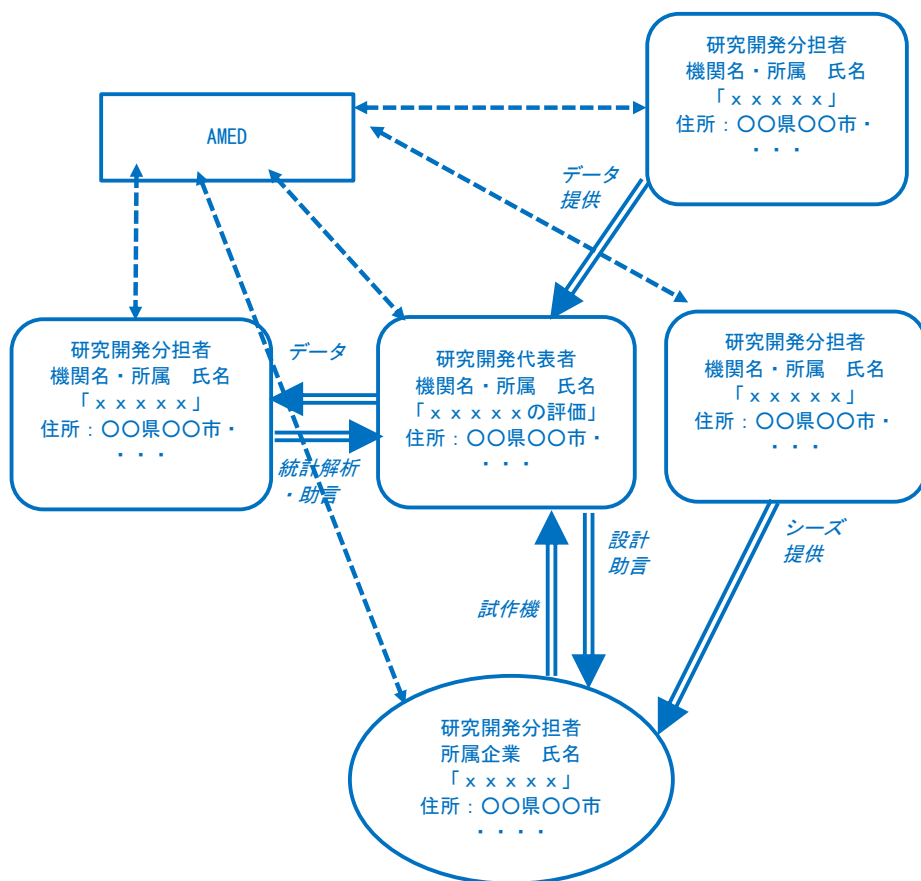 研究開発分担者
機関名・所属　氏名
「ｘｘｘｘｘ」
住所：〇〇県〇〇市・
・・・
AMED
データ
提供
研究開発分担者
機関名・所属　氏名
「ｘｘｘｘｘ」
住所：〇〇県〇〇市・
・・・
データ
統計解析
・助言
研究開発代表者
機関名・所属　氏名
「ｘｘｘｘｘの評価」
住所：〇〇県〇〇市・
・・・
研究開発分担者
機関名・所属　氏名
「ｘｘｘｘｘ」
住所：〇〇県〇〇市・
・・・
試作機
設計
助言
シーズ
提供
研究開発分担者
所属企業　氏名
「ｘｘｘｘｘ」
住所：〇〇県〇〇市
・・・・